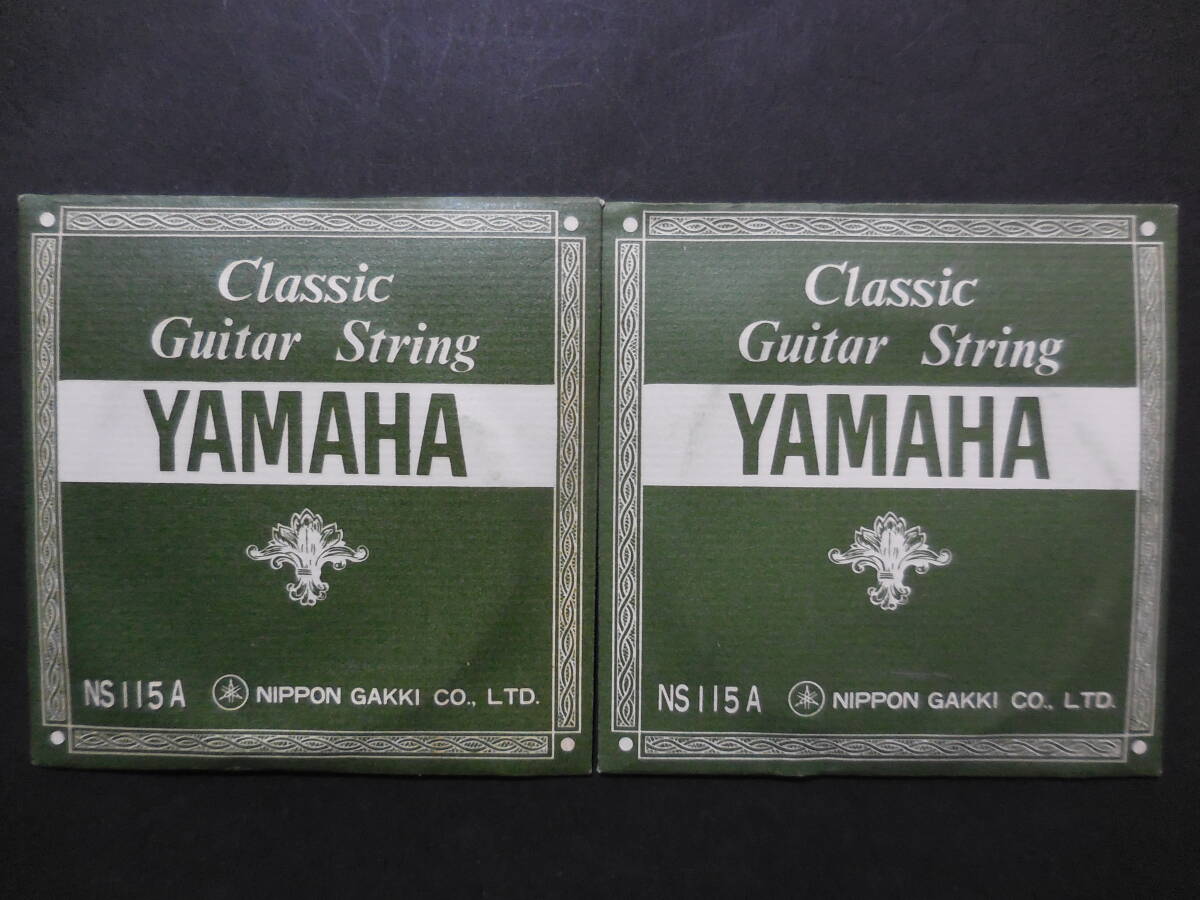 Classic
Guitar String
YAMAHA
NS115A NIPPON GAKKI CO., LTD.
Classic
Guitar String
YAMAHA
NS115A NIPPON GAKKI CO., LTD.